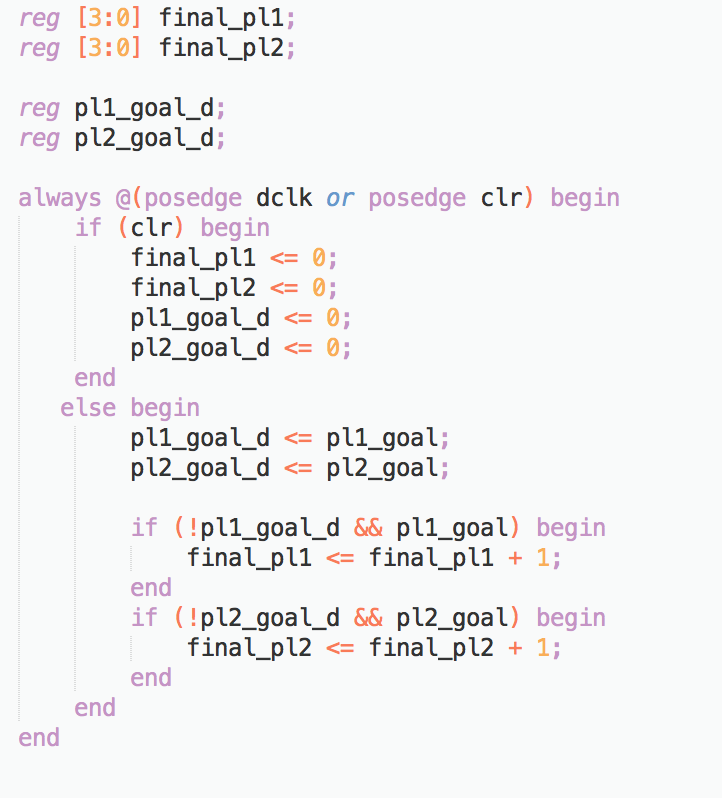 reg [3:0] final_pl1;
reg [3:0] final_pl2;

reg pl1_goal_d;
reg pl2_goal_d;

always @(posedge dclk or posedge clr) begin
    if (clr) begin
        final_pl1 <= 0;
        final_pl2 <= 0;
        pl1_goal_d <= 0;
        pl2_goal_d <= 0;
    end
   else begin
        pl1_goal_d <= pl1_goal;
        pl2_goal_d <= pl2_goal;

        if (!pl1_goal_d && pl1_goal) begin
            final_pl1 <= final_pl1 + 1;
        end
        if (!pl2_goal_d && pl2_goal) begin
            final_pl2 <= final_pl2 + 1;
        end
    end
end